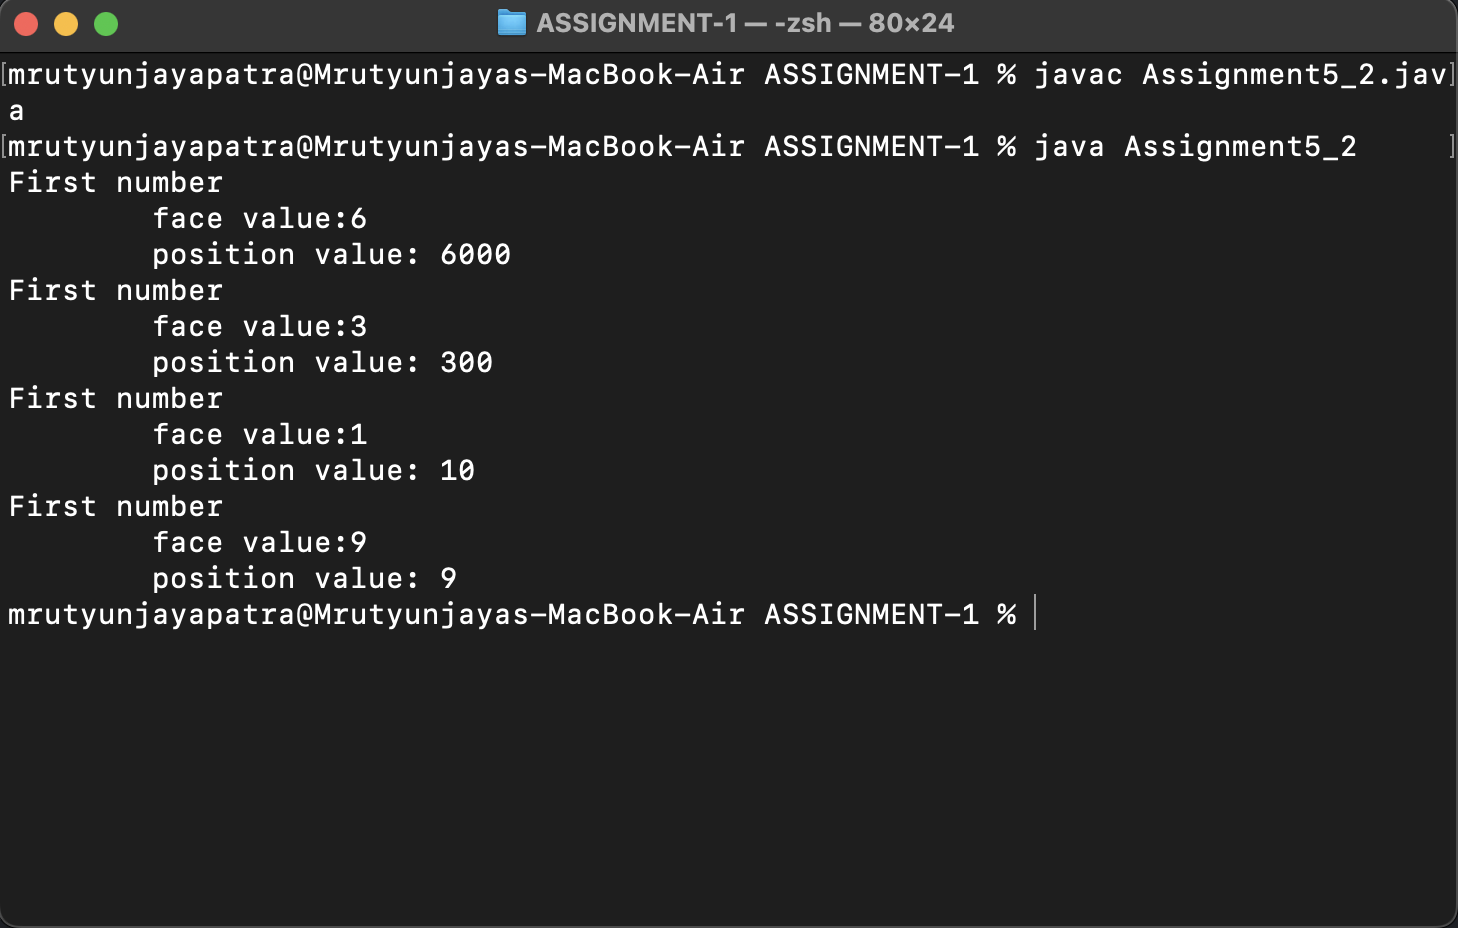 ASSIGNMENT-1 — -zsh — 80×24
[mrutyunjayapatra@Mrutyunjayas-MacBook-Air ASSIGNMENT-1 % javac Assignment5_2.jav]
a
[mrutyunjayapatra@Mrutyunjayas-MacBook-Air ASSIGNMENT-1 % java Assignment5_2 ]
First number
face value:6
position value: 6000
First number
face value:3
position value: 300
First number
face value:1
position value: 10
First number
face value:9
position value: 9
mrutyunjayapatra@Mrutyunjayas-MacBook-Air ASSIGNMENT-1 %